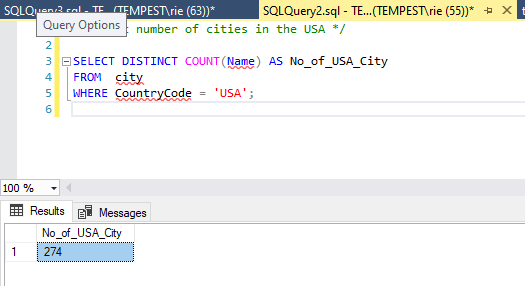 SQLQuery3.sql - TE...(TEMPEST\rie (63))*
SQLQuery2.sql - TE...(TEMPEST\rie (55))*
Query Options
number of cities in the USA */
2
3 SELECT DISTINCT COUNT(Name) AS No_of_USA_City
4 FROM city
5 WHERE CountryCode = 'USA';
6
100 %
Results Messages
No_of_USA_City
1 274